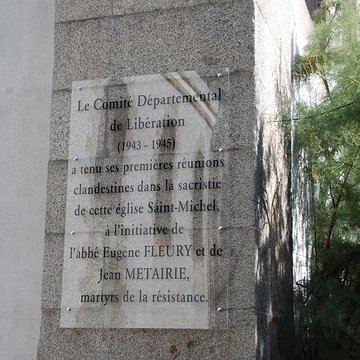 Le Comité Départemental
de Libération
(1943 - 1945)
a tenu ses premières réunions
clandestines dans la sacristie
de cette église Saint-Michel,
à l'initiative de
l'abbé Eugène FLEURY et de
Jean METAIRIE,
martyrs de la résistance.